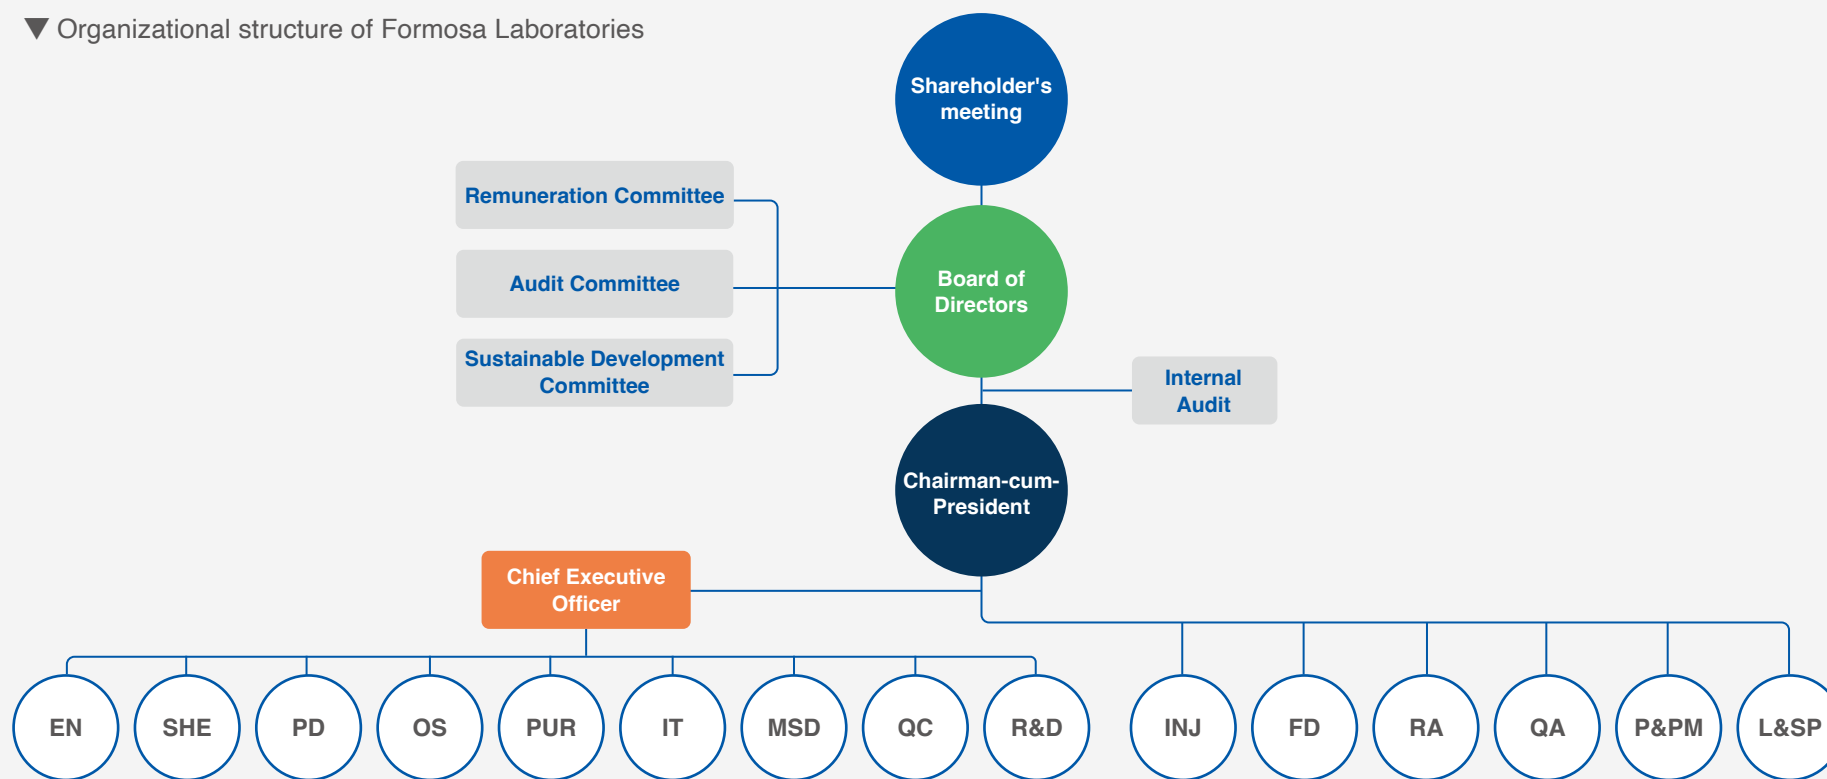 ▼ Organizational structure of Formosa Laboratories
Shareholder's
meeting
Remuneration Committee
Audit Committee
Sustainable Development
Committee
Board of
Directors
Internal
Audit
Chairman-cum-
President
Chief Executive
Officer
EN
SHE
PD
OS
PUR
IT
MSD
QC
R&D
INJ
FD
RA
QA
P&PM
L&SP